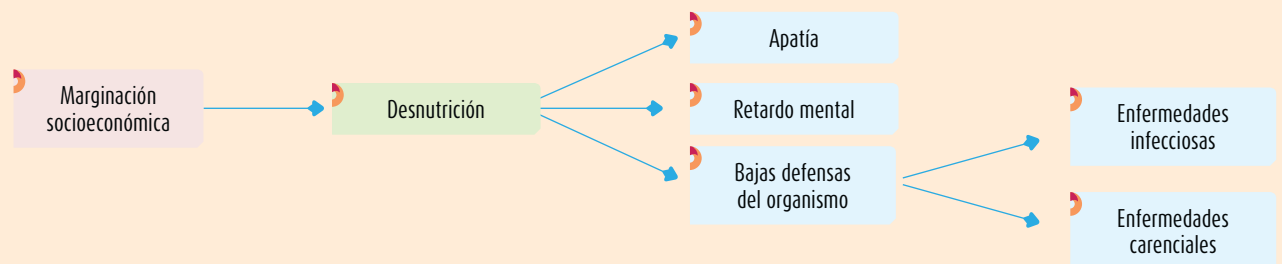 Marginación
socioeconómica
Desnutrición
Apatía
Retardo mental
Bajas defensas
del organismo
Enfermedades
infecciosas
Enfermedades
carenciales